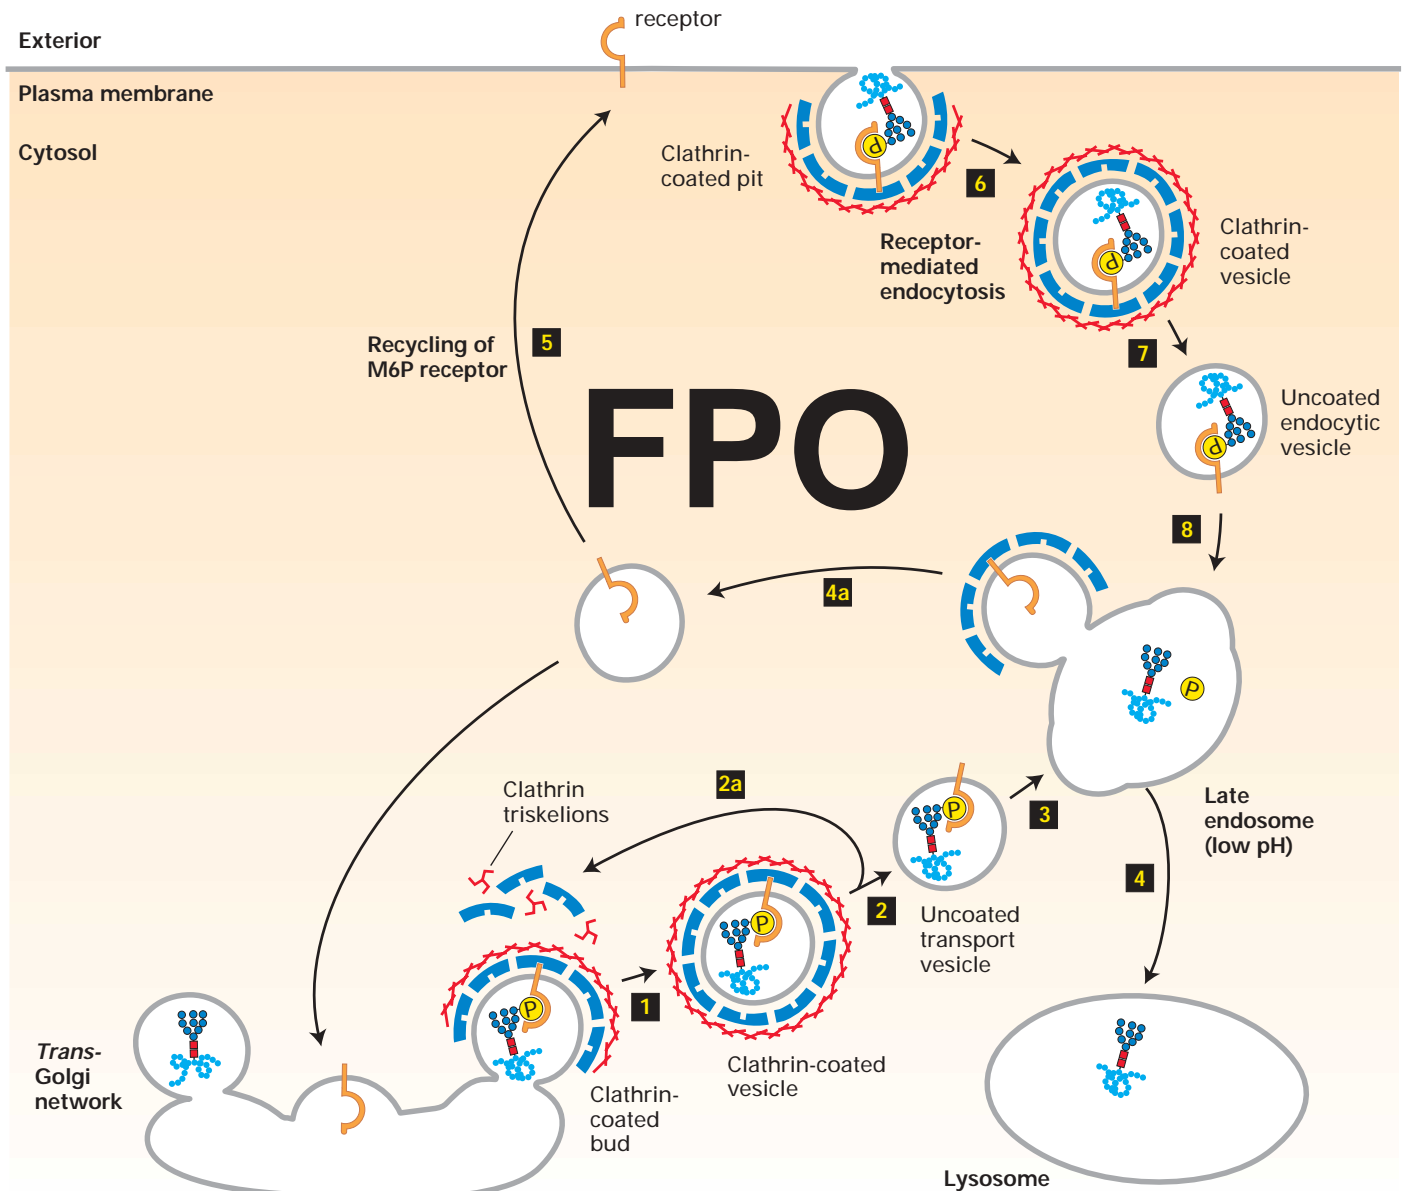 receptor
Exterior
Plasma membrane
Cytosol
Clathrin-
coated pit
P
6
Receptor-
mediated
endocytosis
P
Clathrin-
coated
vesicle
7
P
Uncoated
endocytic
vesicle
Recycling of
M6P receptor
5
FPO
8
4a
P
Late
endosome
(low pH)
Clathrin
triskelions
2a
P
3
4
2
Uncoated
transport
vesicle
P
P
1
Clathrin-coated
vesicle
Clathrin-
coated
bud
Trans-
Golgi
network
Lysosome